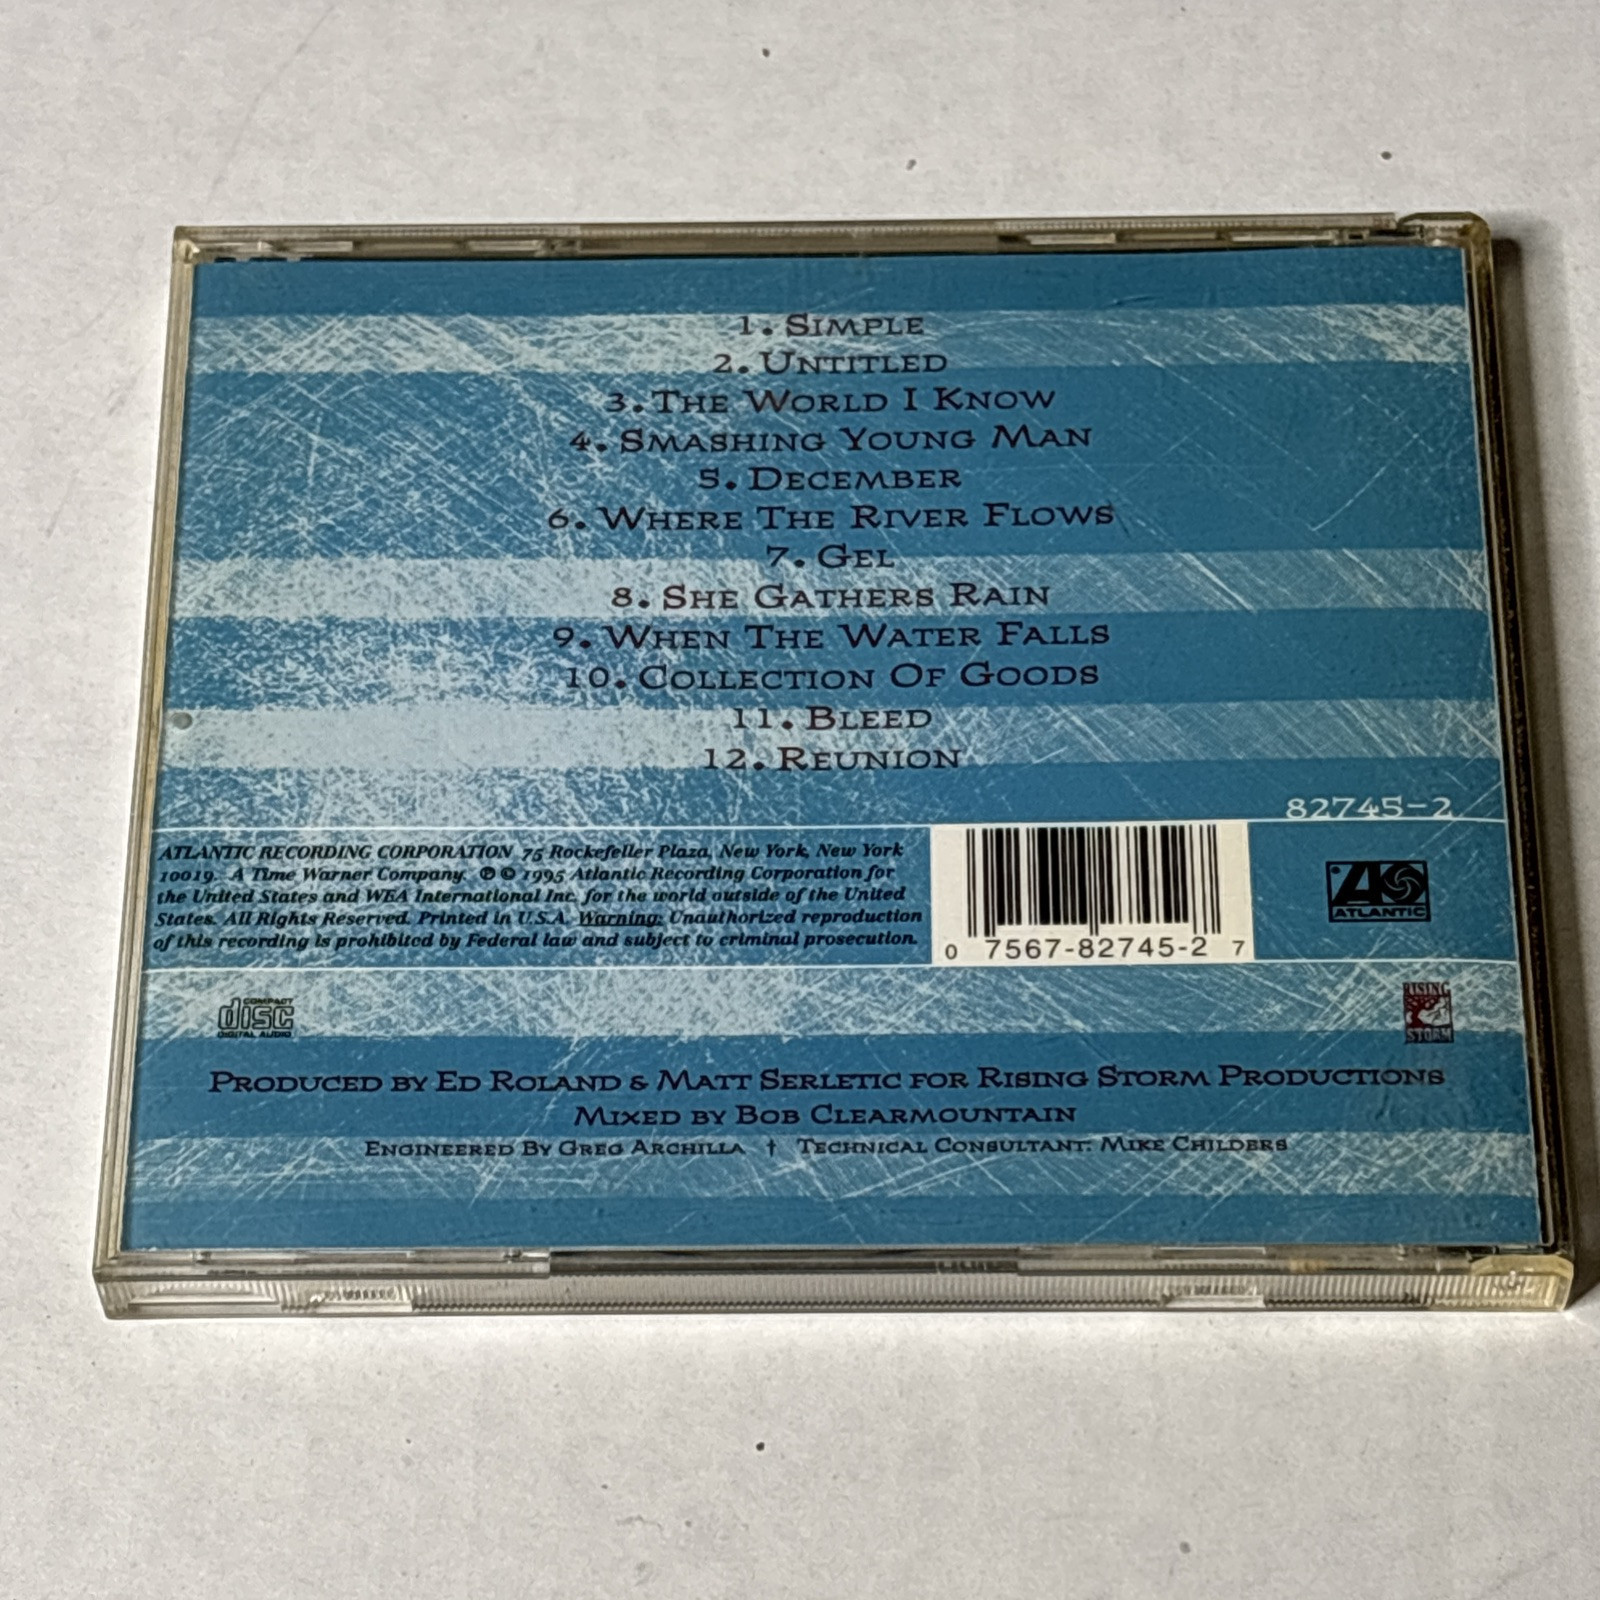 1. Simple
2. Untitled
3. The World I Know
4. Smashing Young Man
5. December
6. Where The River Flows
7. Gel
8. She Gathers Rain
9. When The Water Falls
10. Collection Of Goods
11. Bleed
12. Reunion
82745-2
ATLANTIC RECORDING CORPORATION 75 Rockefeller Plaza, New York, New York
10019. A Time Warner Company. ℗ © 1995 Atlantic Recording Corporation for
the United States and WEA International Inc. for the world outside of the United
States. All Rights Reserved. Printed in U.S.A. Warning: Unauthorized reproduction
of this recording is prohibited by Federal law and subject to criminal prosecution.
0 7567-82745-2 7
ATLANTIC
COMPACT
disc
DIGITAL AUDIO
RISING
STORM
Produced by Ed Roland & Matt Serletic for Rising Storm Productions
Mixed by Bob Clearmountain
Engineered By Greg Archilla † Technical Consultant: Mike Childers